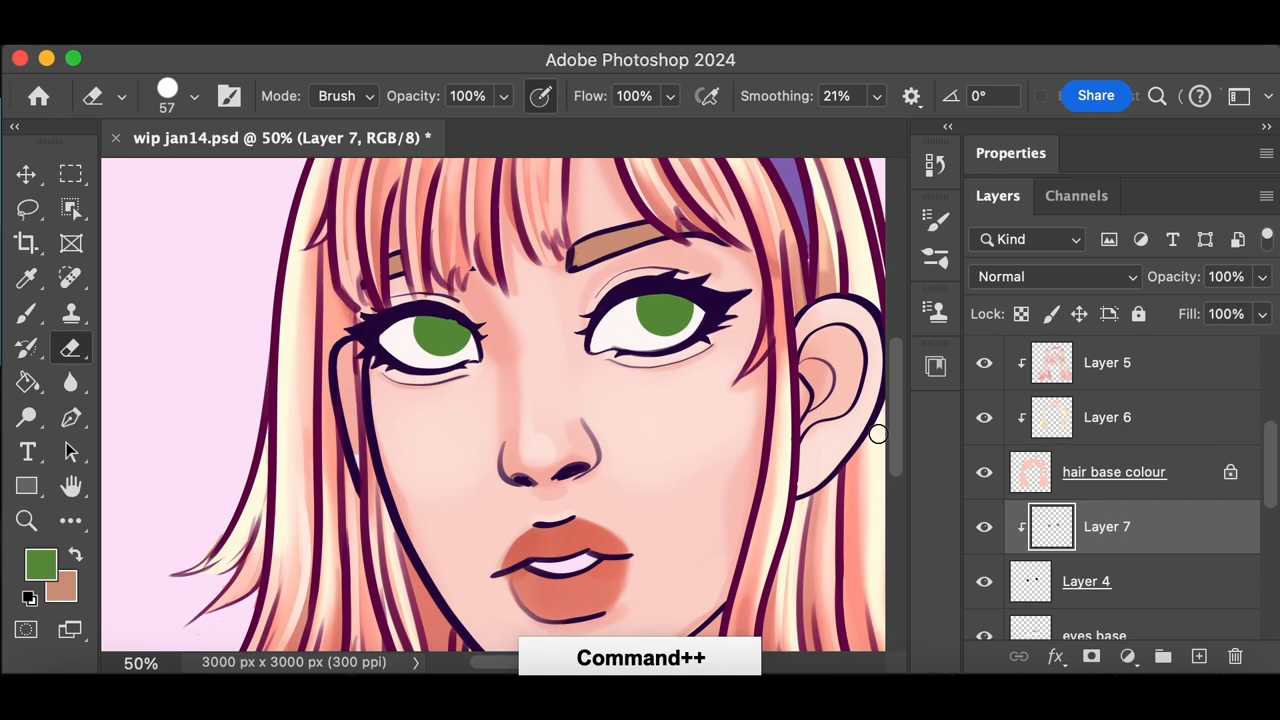 Adobe Photoshop 2024
57
Mode: Brush Opacity: 100% Flow: 100% Smoothing: 21% 0° Share
wip jan14.psd @ 50% (Layer 7, RGB/8) *
Properties
Layers Channels
Kind
Normal Opacity: 100%
Lock: Fill: 100%
Layer 5
Layer 6
hair base colour
Layer 7
Layer 4
eyes base
50% 3000 px x 3000 px (300 ppi)
Command++